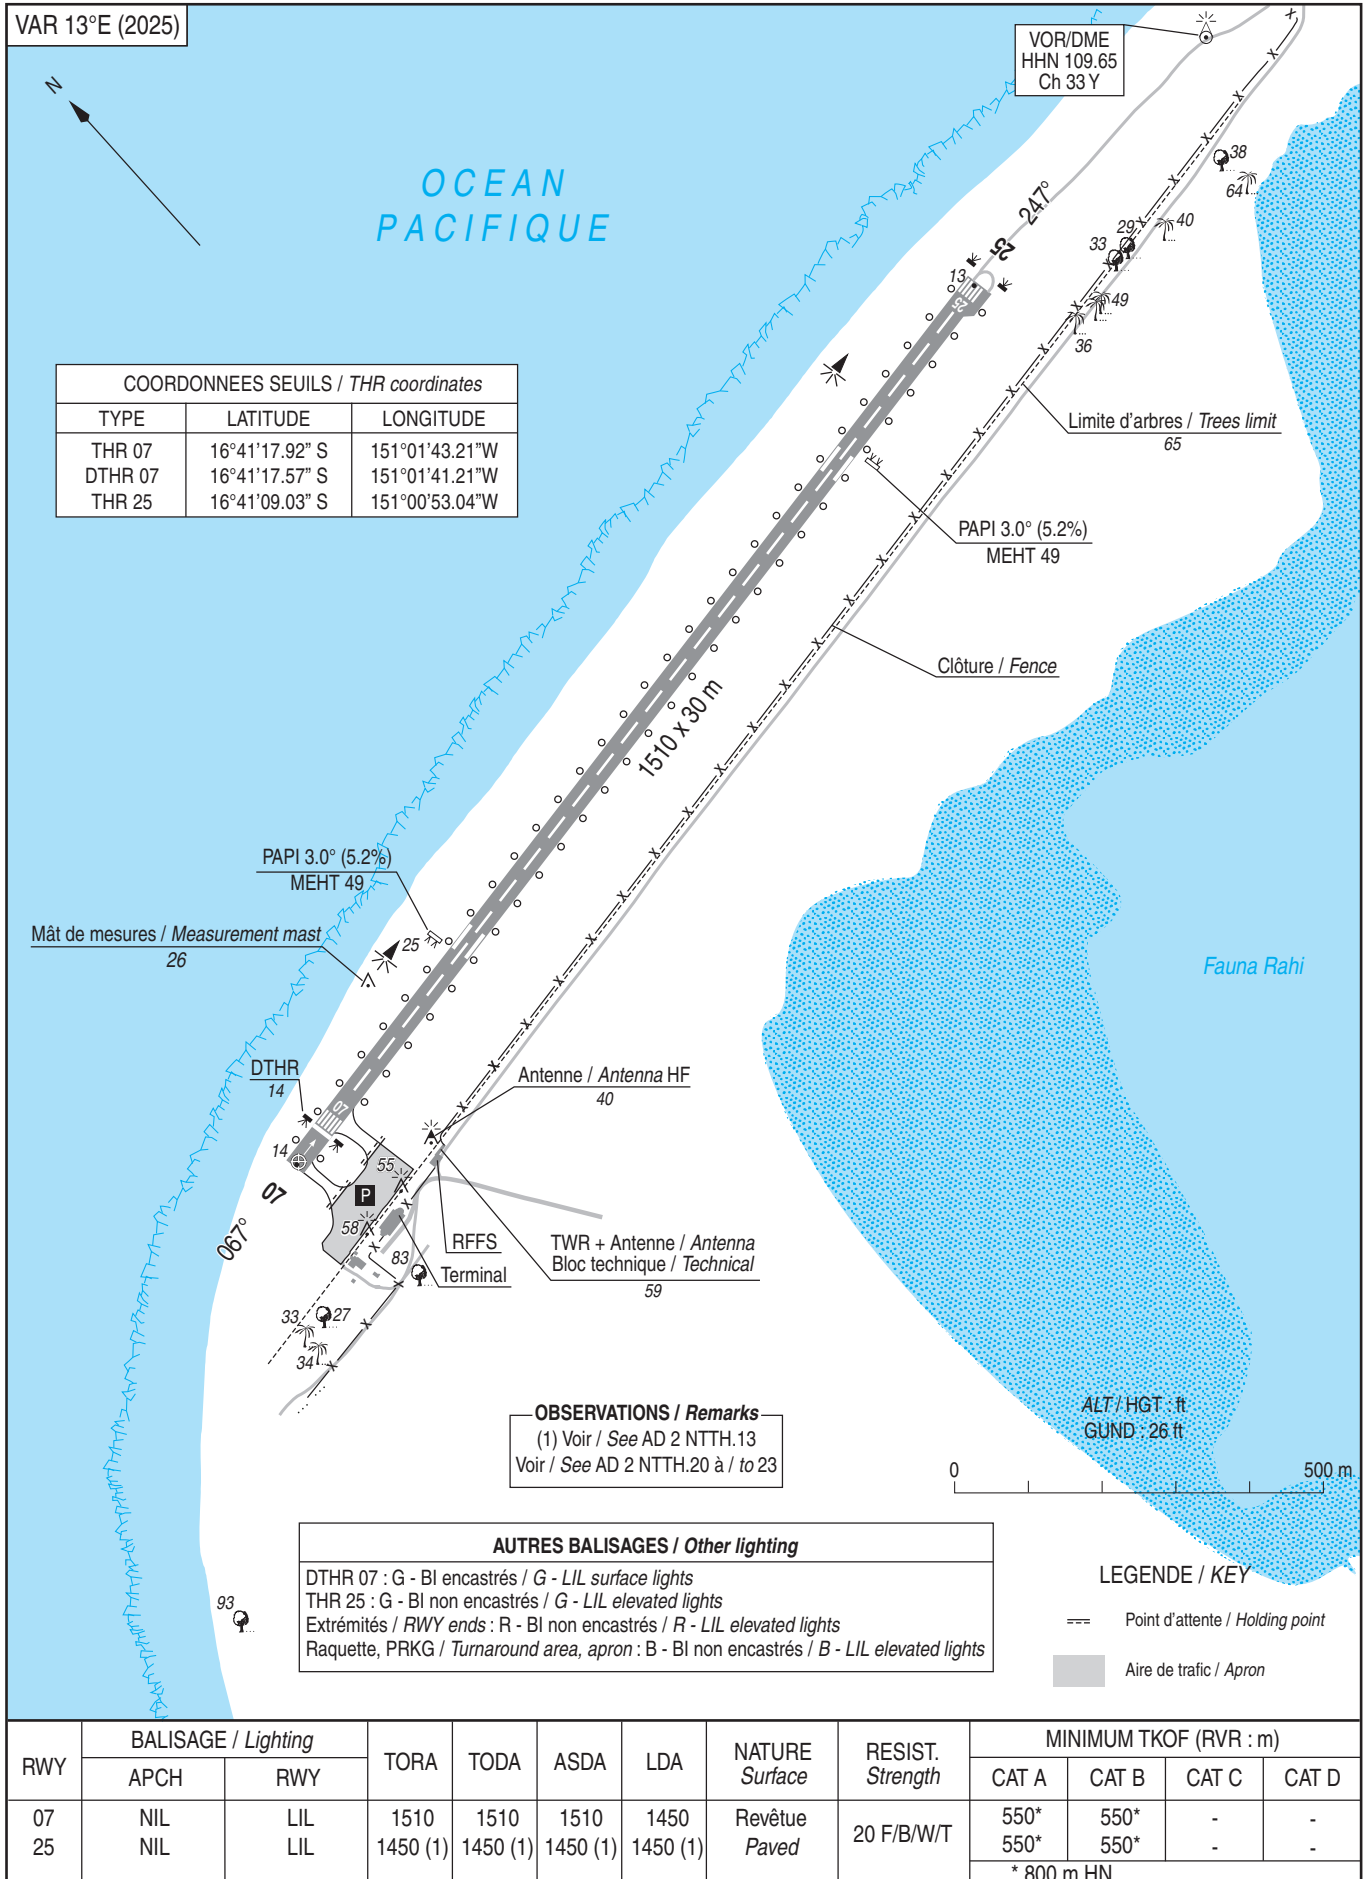 VAR 13°E (2025)
N
VOR/DME
HHN 109.65
Ch 33 Y
OCEAN
PACIFIQUE
38
64
40
29
33
49
36
247°
25
13
25
COORDONNEES SEUILS / THR coordinates
TYPE LATITUDE LONGITUDE
THR 07 16°41'17.92” S 151°01'43.21”W
DTHR 07 16°41'17.57” S 151°01'41.21”W
THR 25 16°41'09.03” S 151°00'53.04”W
Limite d'arbres / Trees limit
65
PAPI 3.0° (5.2%)
MEHT 49
Clôture / Fence
1510 x 30 m
PAPI 3.0° (5.2%)
MEHT 49
25
Mât de mesures / Measurement mast
26
Fauna Rahi
DTHR
14
07
14
07
067°
Antenne / Antenna HF
40
55
P
58
83
RFFS
Terminal
TWR + Antenne / Antenna
Bloc technique / Technical
59
33
27
34
OBSERVATIONS / Remarks
(1) Voir / See AD 2 NTTH.13
Voir / See AD 2 NTTH.20 à / to 23
ALT / HGT : ft
GUND : 26 ft
0 500 m
AUTRES BALISAGES / Other lighting
DTHR 07 : G - BI encastrés / G - LIL surface lights
THR 25 : G - BI non encastrés / G - LIL elevated lights
Extrémités / RWY ends : R - BI non encastrés / R - LIL elevated lights
Raquette, PRKG / Turnaround area, apron : B - BI non encastrés / B - LIL elevated lights
93
LEGENDE / KEY
Point d'attente / Holding point
Aire de trafic / Apron
RWY BALISAGE / Lighting TORA TODA ASDA LDA NATURE Surface RESIST. Strength MINIMUM TKOF (RVR : m)
APCH RWY CAT A CAT B CAT C CAT D
07 NIL LIL 1510 1510 1510 1450 Revêtue 20 F/B/W/T 550* 550* - -
25 NIL LIL 1450 (1) 1450 (1) 1450 (1) 1450 (1) Paved 550* 550* - -
* 800 m HN